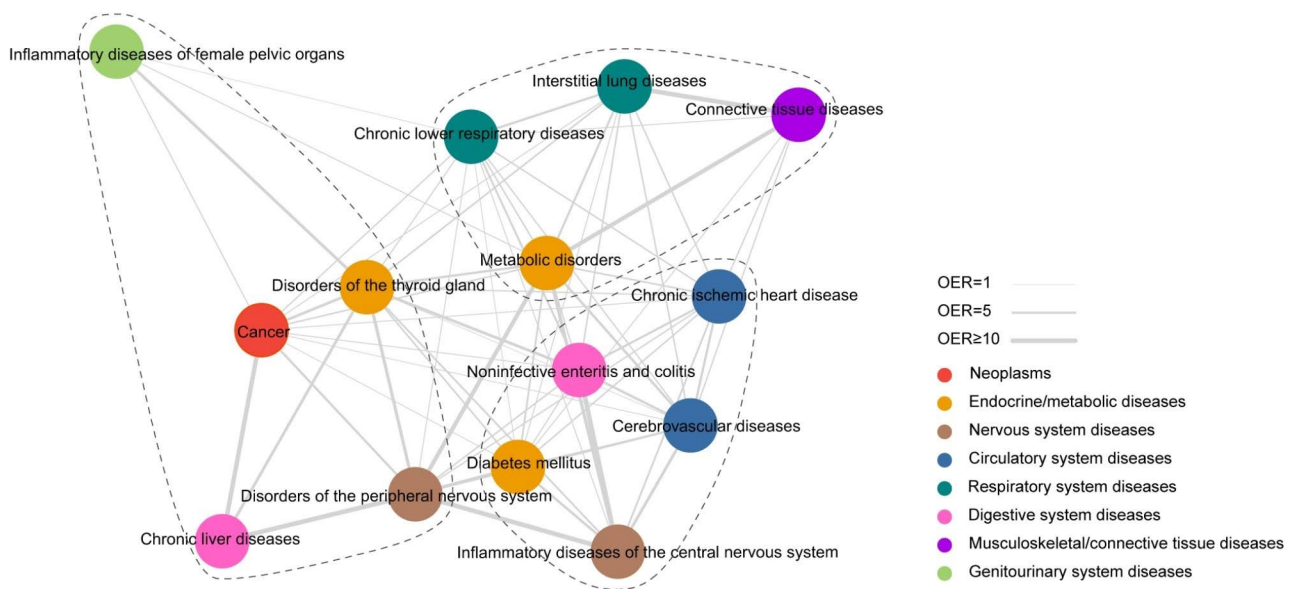 Inflammatory diseases of female pelvic organs
Interstitial lung diseases
Connective tissue diseases
Chronic lower respiratory diseases
Metabolic disorders
Disorders of the thyroid gland
Chronic ischemic heart disease
Cancer
Noninfective enteritis and colitis
Cerebrovascular diseases
Diabetes mellitus
Disorders of the peripheral nervous system
Chronic liver diseases
Inflammatory diseases of the central nervous system
OER=1
OER=5
OER≥10
Neoplasms
Endocrine/metabolic diseases
Nervous system diseases
Circulatory system diseases
Respiratory system diseases
Digestive system diseases
Musculoskeletal/connective tissue diseases
Genitourinary system diseases